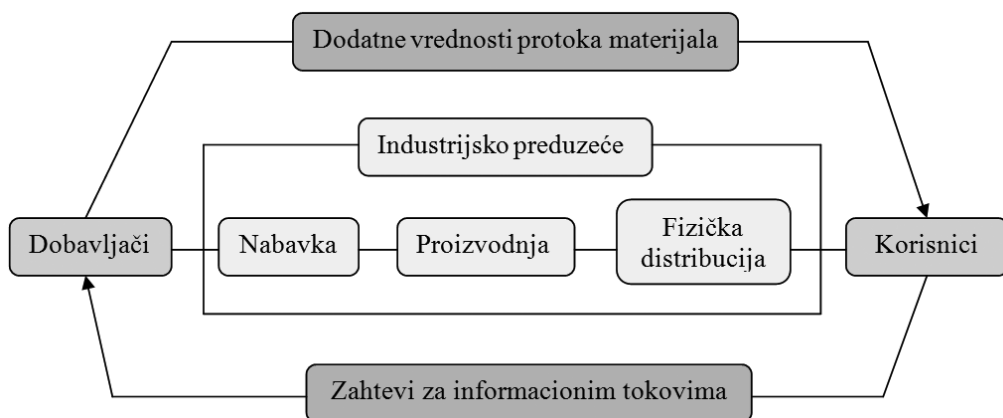 Dodatne vrednosti protoka materijala
Industrijsko preduzeće
Dobavljači
Nabavka
Proizvodnja
Fizička
distribucija
Korisnici
Zahtevi za informacionim tokovima